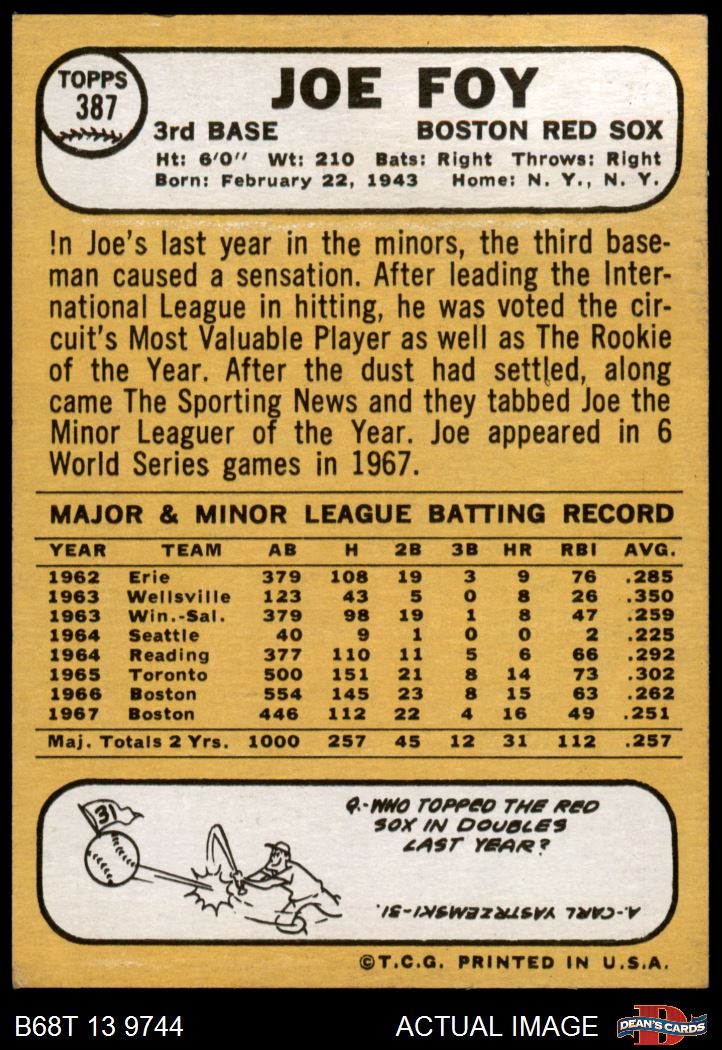 TOPPS
387
JOE FOY
3rd BASE BOSTON RED SOX
Ht: 6'0" Wt: 210 Bats: Right Throws: Right
Born: February 22, 1943 Home: N. Y., N. Y.
In Joe's last year in the minors, the third base-
man caused a sensation. After leading the Inter-
national League in hitting, he was voted the cir-
cuit's Most Valuable Player as well as The Rookie
of the Year. After the dust had settled, along
came The Sporting News and they tabbed Joe the
Minor Leaguer of the Year. Joe appeared in 6
World Series games in 1967.
MAJOR & MINOR LEAGUE BATTING RECORD
YEAR TEAM AB H 2B 3B HR RBI AVG.
1962 Erie 379 108 19 3 9 76 .285
1963 Wellsville 123 43 5 0 8 26 .350
1963 Win.-Sal. 379 98 19 1 8 47 .259
1964 Seattle 40 9 1 0 0 2 .225
1964 Reading 377 110 11 5 6 66 .292
1965 Toronto 500 151 21 8 14 73 .302
1966 Boston 554 145 23 8 15 63 .262
1967 Boston 446 112 22 4 16 49 .251
Maj. Totals 2 Yrs. 1000 257 45 12 31 112 .257
31
Q.-WHO TOPPED THE RED
SOX IN DOUBLES
LAST YEAR?
A-CARL YASTRZEMSKI-31.
©T.C.G. PRINTED IN U.S.A.
B68T 13 9744 ACTUAL IMAGE
D
DEAN'S CARDS